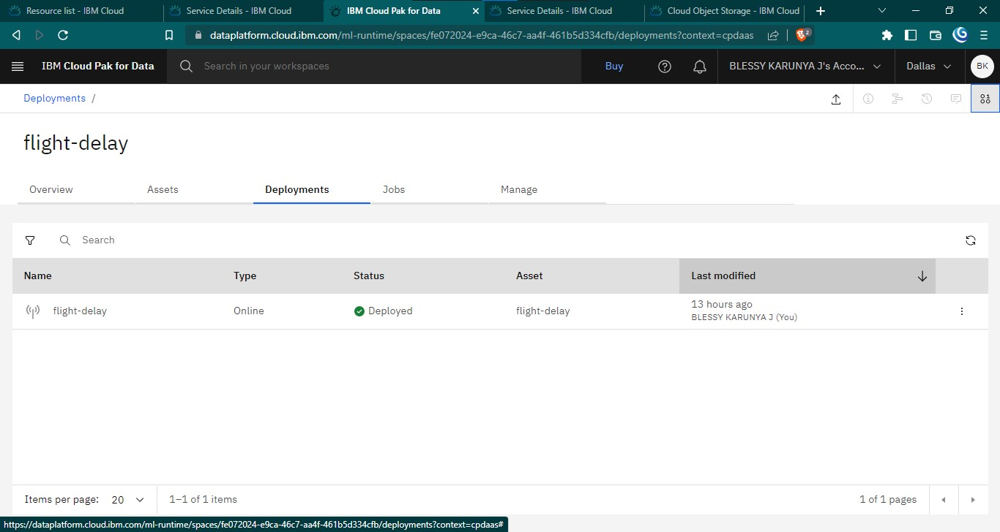 Resource list - IBM Cloud
Service Details - IBM Cloud
IBM Cloud Pak for Data
Service Details - IBM Cloud
Cloud Object Storage - IBM Cloud
dataplatform.cloud.ibm.com/ml-runtime/spaces/fe072024-e9ca-46c7-aa4f-461b5d334cfb/deployments?context=cpdaas
2
IBM Cloud Pak for Data
Search in your workspaces
Buy
BLESSY KARUNYA J's Acco...
Dallas
BK
Deployments /
flight-delay
Overview
Assets
Deployments
Jobs
Manage
Search
Name Type Status Asset Last modified
flight-delay Online Deployed flight-delay 13 hours ago
BLESSY KARUNYA J (You)
Items per page: 20
1–1 of 1 items
1 of 1 pages
https://dataplatform.cloud.ibm.com/ml-runtime/spaces/fe072024-e9ca-46c7-aa4f-461b5d334cfb/deployments?context=cpdaas#